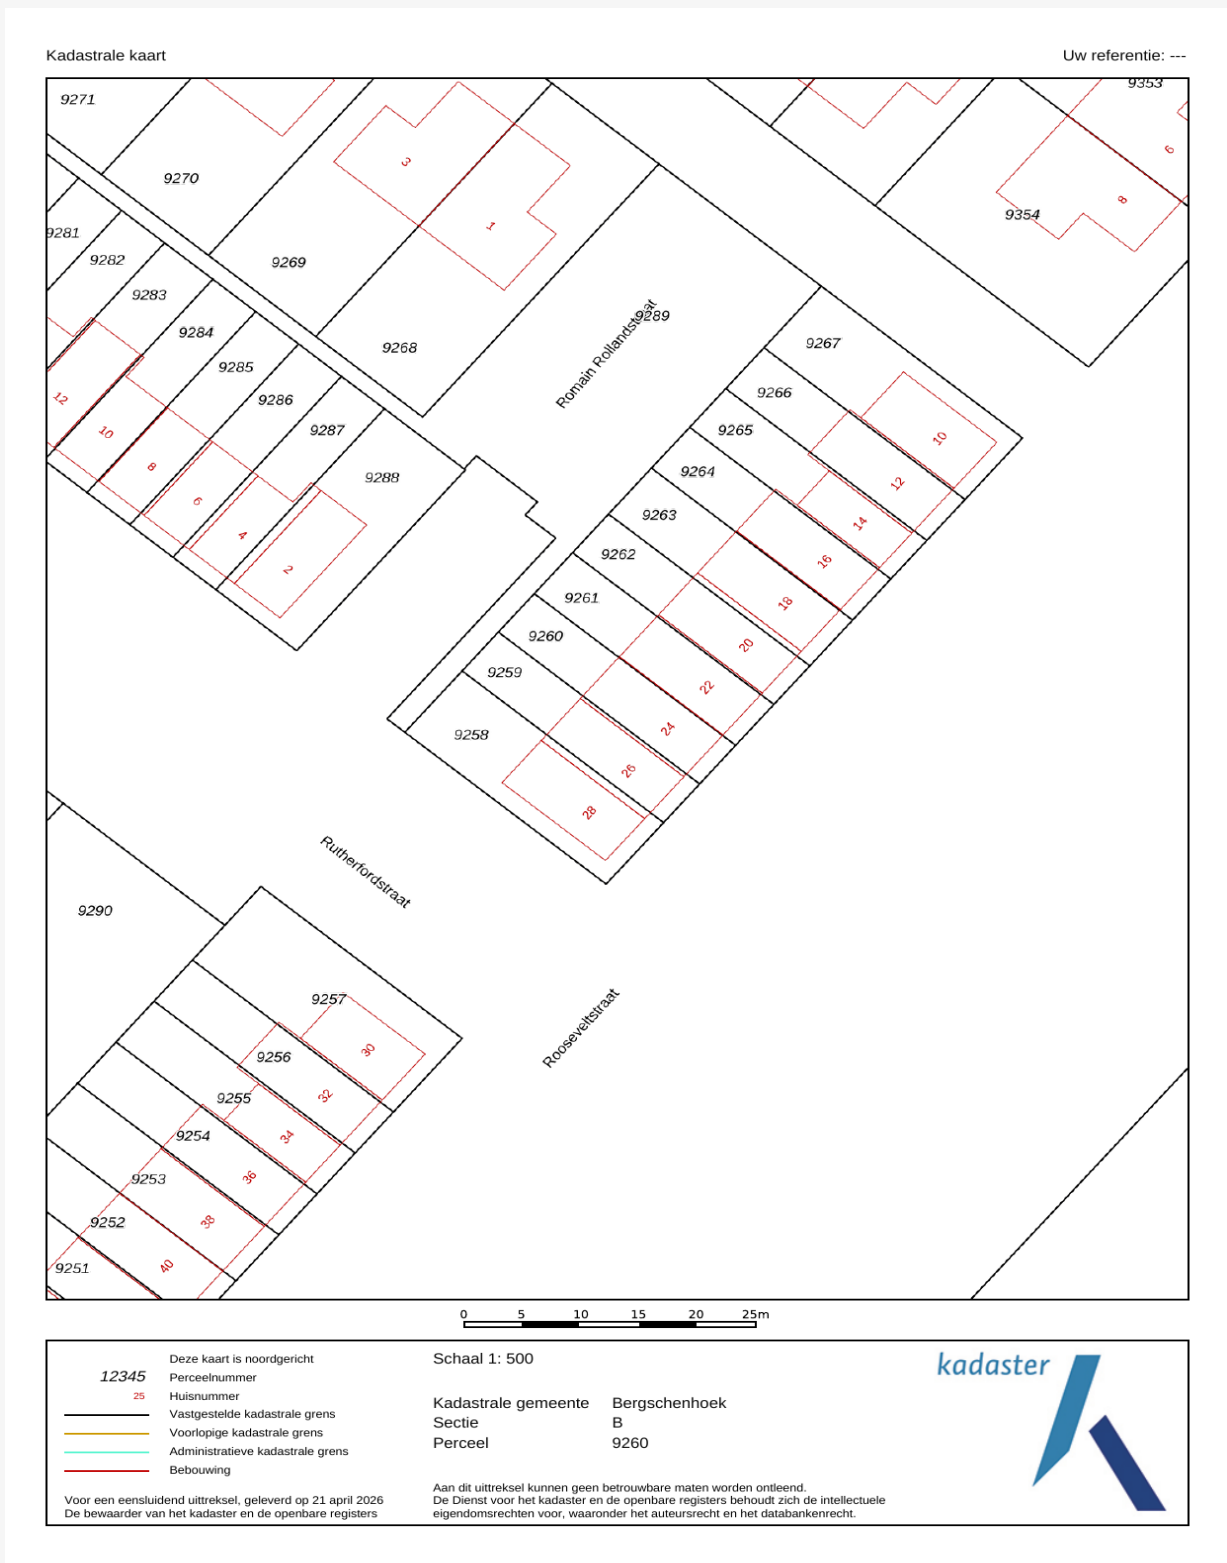 Kadastrale kaart
Uw referentie: ---
9271
9353
3
6
9270
8
9354
1
9281
9282
9269
9283
9289
Romain Rollandstraat
9284
9268
9267
9285
9266
12
9286
10
9287
9265
10
8
9264
9288
12
6
9263
14
4
9262
16
2
9261
18
9260
20
9259
22
9258
24
26
28
Rutherfordstraat
9290
9257
Rooseveltstraat
30
9256
32
9255
34
9254
36
9253
38
9252
40
9251
0 5 10 15 20 25m
Deze kaart is noordgericht
12345 Perceelnummer
25 Huisnummer
Vastgestelde kadastrale grens
Voorlopige kadastrale grens
Administratieve kadastrale grens
Bebouwing
Voor een eensluidend uittreksel, geleverd op 21 april 2026
De bewaarder van het kadaster en de openbare registers
Schaal 1: 500
Kadastrale gemeente Bergschenhoek
Sectie B
Perceel 9260
Aan dit uittreksel kunnen geen betrouwbare maten worden ontleend.
De Dienst voor het kadaster en de openbare registers behoudt zich de intellectuele
eigendomsrechten voor, waaronder het auteursrecht en het databankenrecht.
kadaster